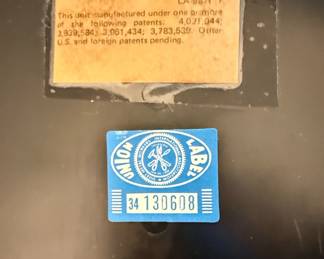 This unit manufactured under one or more
of the following patents: 4,021,044;
3,939,584; 3,061,434; 3,783,539. Other
U.S. and foreign patents pending.
UNION LABEL
34 130608